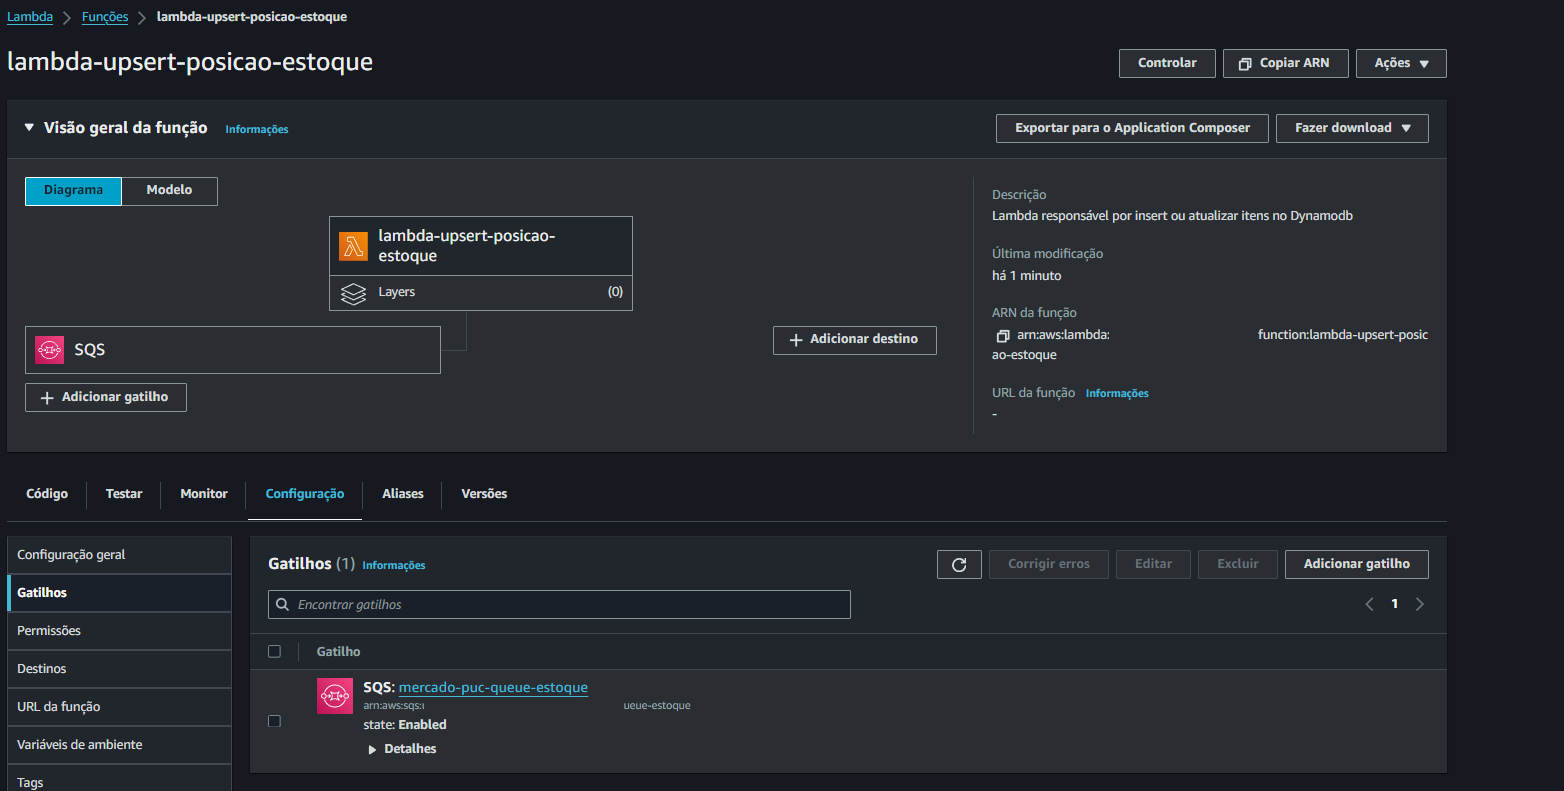 Lambda > Funções > lambda-upsert-posicao-estoque
lambda-upsert-posicao-estoque
Controlar
Copiar ARN
Ações
Visão geral da função Informações
Exportar para o Application Composer
Fazer download
Diagrama
Modelo
lambda-upsert-posicao-
estoque
Layers (0)
SQS
Adicionar gatilho
Adicionar destino
Descrição
Lambda responsável por insert ou atualizar itens no Dynamodb
Última modificação
há 1 minuto
ARN da função
arn:aws:lambda: function:lambda-upsert-posic
ao-estoque
URL da função Informações
-
Código
Testar
Monitor
Configuração
Aliases
Versões
Configuração geral
Gatilhos
Permissões
Destinos
URL da função
Variáveis de ambiente
Tags
Gatilhos (1) Informações
Corrigir erros
Editar
Excluir
Adicionar gatilho
Encontrar gatilhos
1
Gatilho
SQS: mercado-puc-queue-estoque
arn:aws:sqs: ueue-estoque
state: Enabled
Detalhes